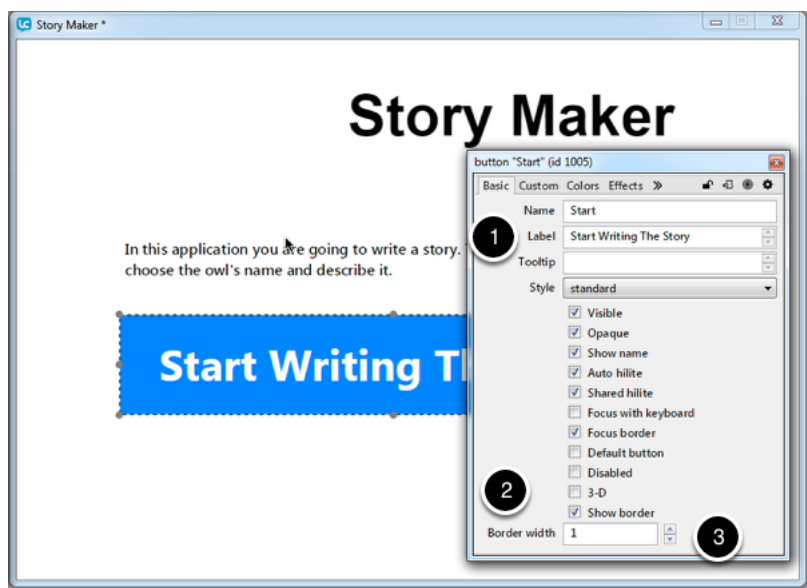 Story Maker *
Story Maker
button "Start" (id 1005)
Basic Custom Colors Effects »
Name Start
1 Label Start Writing The Story
Tooltip
Style standard
In this application you are going to write a story.
choose the owl's name and describe it.
Visible
Opaque
Show name
Auto hilite
Shared hilite
Start Writing T
Focus with keyboard
Focus border
Default button
Disabled
2 3-D
Show border
Border width 1 3